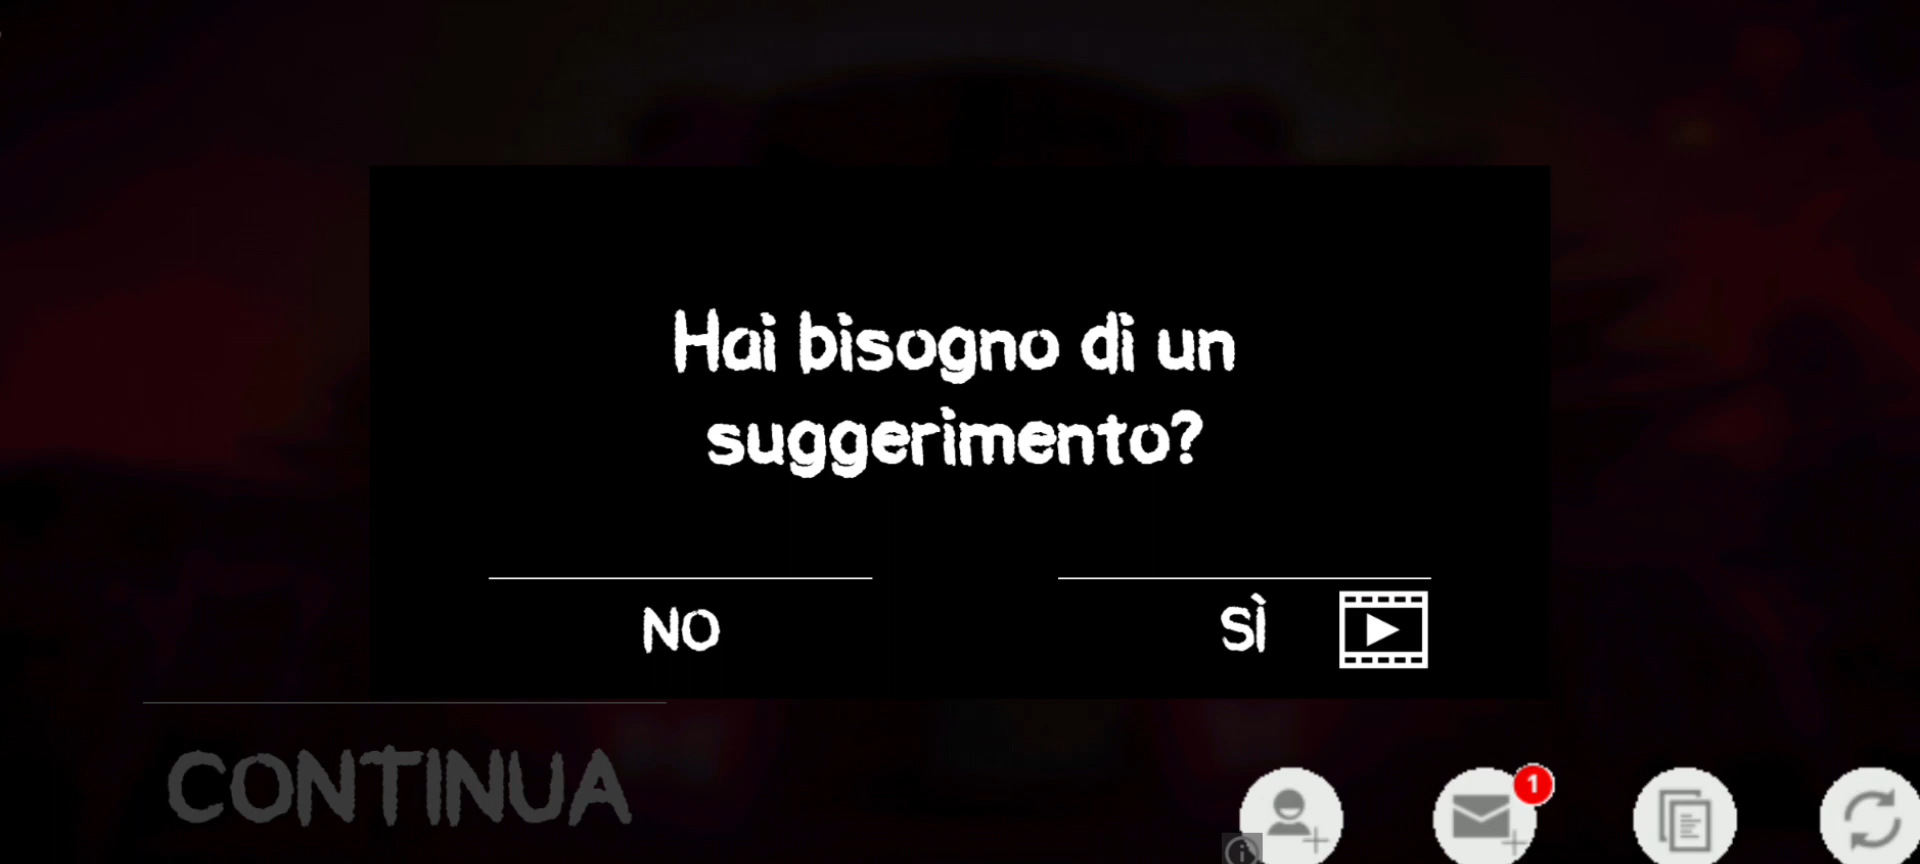 Hai bisogno di un
suggerimento?
NO
SÌ
CONTINUA
1